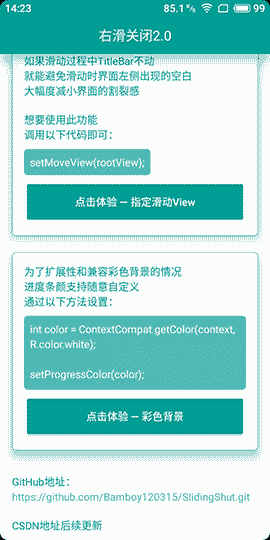 14:23
85.1 K/s
99
右滑关闭2.0
如果滑动过程中TitleBar不动
就能避免滑动时界面左侧出现的空白
大幅度减小界面的割裂感
想要使用此功能
调用以下代码即可：
setMoveView(rootView);
点击体验 — 指定滑动View
为了扩展性和兼容彩色背景的情况
进度条颜支持随意自定义
通过以下方法设置：
int color = ContextCompat.getColor(context,
R.color.white);
setProgressColor(color);
点击体验 — 彩色背景
GitHub地址：
https://github.com/Bamboy120315/SlidingShut.git
CSDN地址后续更新